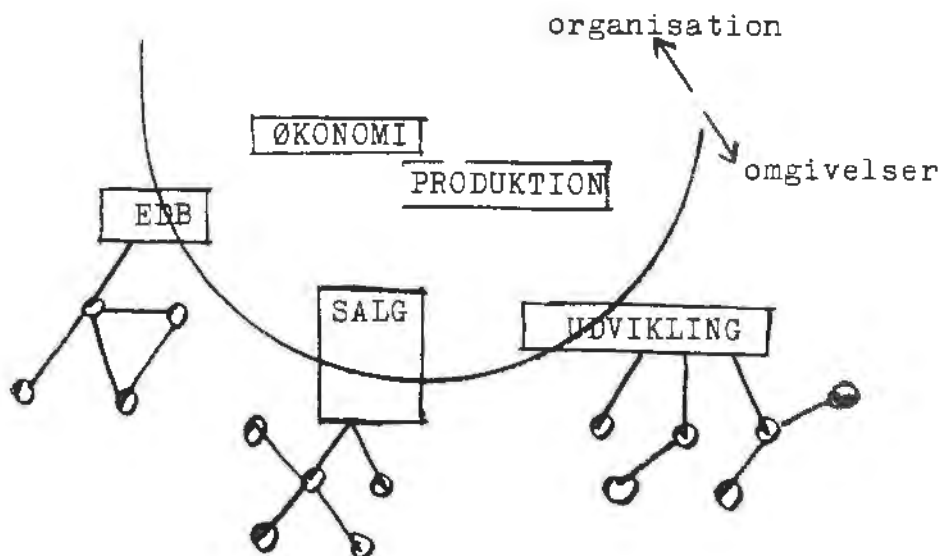 organisation
ØKONOMI
PRODUKTION
omgivelser
EDB
SALG
UDVIKLING